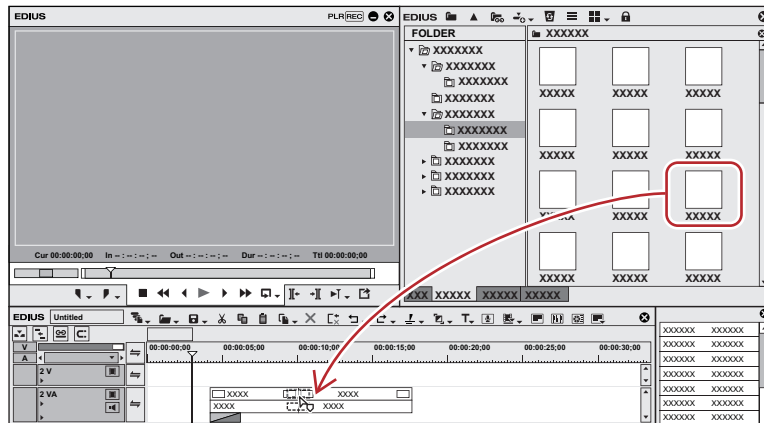 EDIUS
PLR REC
EDIUS
FOLDER
XXXXXX
XXXXXXX
XXXXXXX
XXXXXXX
XXXXXXX
XXXXXXX
XXXXXXX
XXXXXXX
XXXXXXX
XXXXXXX
XXXXXXX
XXXXX XXXXX XXXXX
XXXXX XXXXX XXXXX
XXXXX XXXXX XXXXX
XXXXX XXXXX XXXXX
XXX XXXXX XXXXX XXXXX
Cur 00:00:00;00 In -- : -- : -- ; -- Out -- : -- : -- ; -- Dur -- : -- : -- ; -- Ttl 00:00:00;00
EDIUS Untitled
V
A
00:00:00;00 00:00:05;00 00:00:10;00 00:00:15;00 00:00:20;00 00:00:25;00 00:00:30;00
2 V
2 VA
XXXX XXXX
XXXX XXXX
XXXXXX XXXXXX
XXXXXX XXXXXX
XXXXXX XXXXXX
XXXXXX XXXXXX
XXXXXX XXXXXX
XXXXXX XXXXXX
XXXXXX XXXXXX